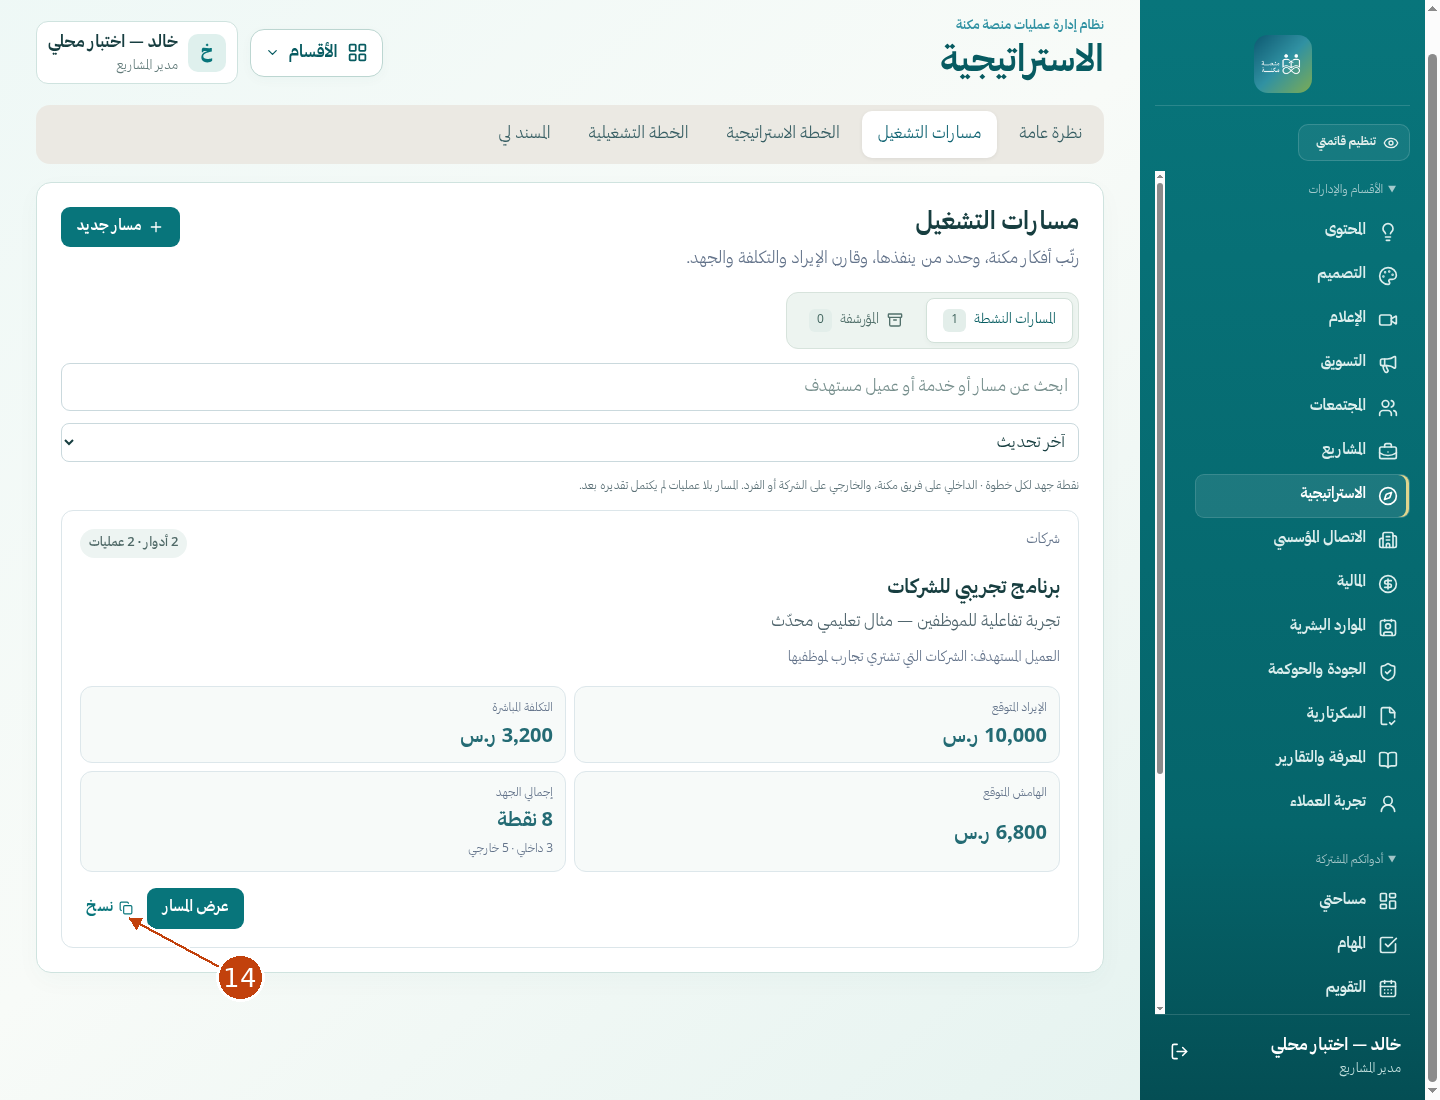 نظام إدارة عمليات منصة مكنة
الاستراتيجية
الأقسام
خ
خالد — اختبار محلي
مدير المشاريع
منصة
مكنة
تنظيم قائمتي
الأقسام والإدارات
المحتوى
التصميم
الإعلام
التسويق
المجتمعات
المشاريع
الاستراتيجية
الاتصال المؤسسي
المالية
الموارد البشرية
الجودة والحوكمة
السكرتارية
المعرفة والتقارير
تجربة العملاء
أدواتكم المشتركة
مساحتي
المهام
التقويم
خالد — اختبار محلي
مدير المشاريع
نظرة عامة
مسارات التشغيل
الخطة الاستراتيجية
الخطة التشغيلية
المسند لي
مسارات التشغيل
مسار جديد
رتّب أفكار مكنة، وحدد من ينفذها، وقارن الإيراد والتكلفة والجهد.
المسارات النشطة 1
المؤرشفة 0
ابحث عن مسار أو خدمة أو عميل مستهدف
آخر تحديث
نقطة جهد لكل خطوة · الداخلي على فريق مكنة، والخارجي على الشركة أو الفرد. المسار بلا عمليات لم يكتمل تقديره بعد.
شركات
2 أدوار · 2 عمليات
برنامج تجريبي للشركات
تجربة تفاعلية للموظفين — مثال تعليمي محدّث
العميل المستهدف: الشركات التي تشتري تجارب لموظفيها
الإيراد المتوقع
10,000 ر.س
التكلفة المباشرة
3,200 ر.س
الهامش المتوقع
6,800 ر.س
إجمالي الجهد
8 نقطة
3 داخلي · 5 خارجي
عرض المسار
نسخ
14